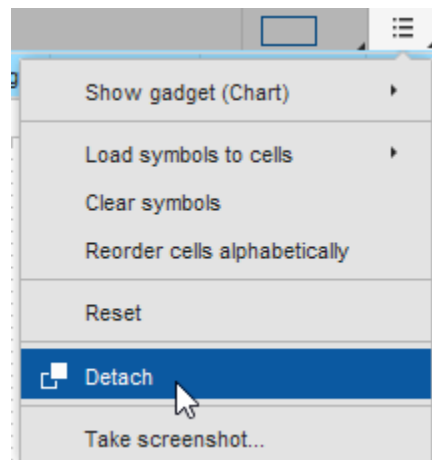 g
Show gadget (Chart)
Load symbols to cells
Clear symbols
Reorder cells alphabetically
Reset
Detach
Take screenshot...